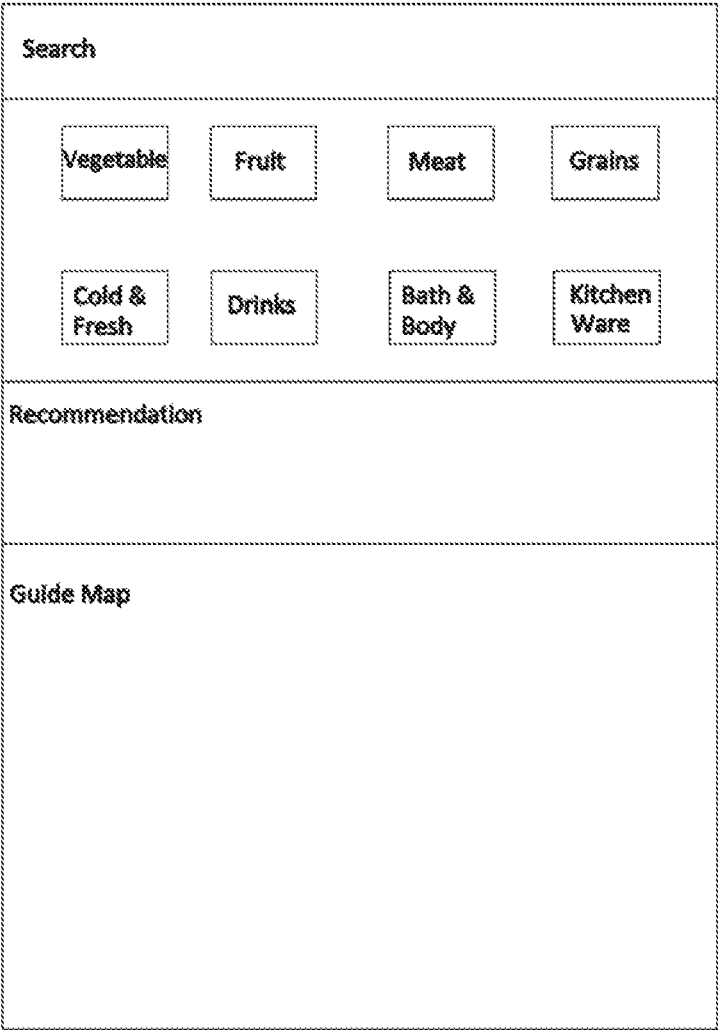 Search
Vegetable Fruit Meat Grains
Cold & Drinks Bath & Kitchen
Fresh Body Ware
Recommendation
Guide Map